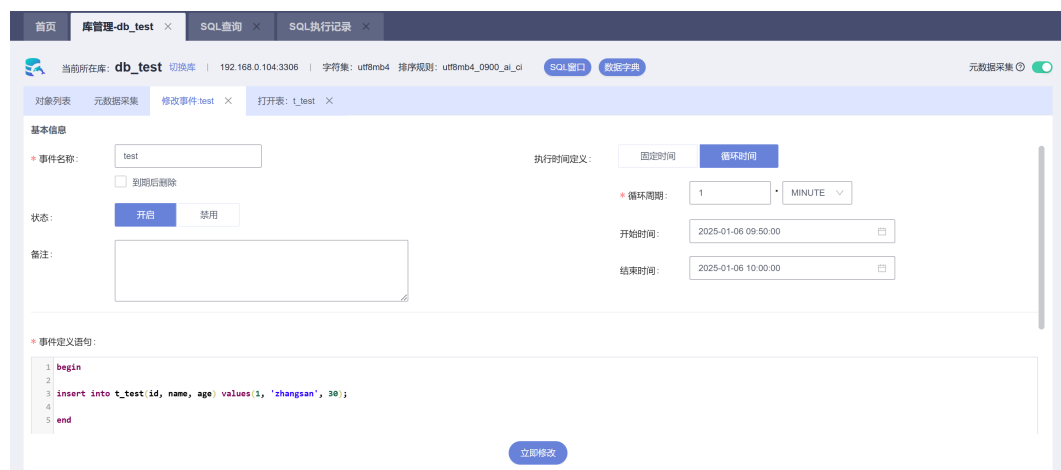 首页 库管理-db_test × SQL查询 × SQL执行记录 ×
当前所在库: db_test 切换库 | 192.168.0.104:3306 | 字符集: utf8mb4 排序规则: utf8mb4_0900_ai_ci SQL窗口 数据字典 元数据采集
对象列表 元数据采集 修改事件:test × 打开表: t_test ×
基本信息
* 事件名称: test 执行时间定义: 固定时间 循环时间
到期后删除
* 循环周期: 1 · MINUTE
状态: 开启 禁用
开始时间: 2025-01-06 09:50:00
备注:
结束时间: 2025-01-06 10:00:00
* 事件定义语句:
1 begin
2
3 insert into t_test(id, name, age) values(1, 'zhangsan', 30);
4
5 end
立即修改